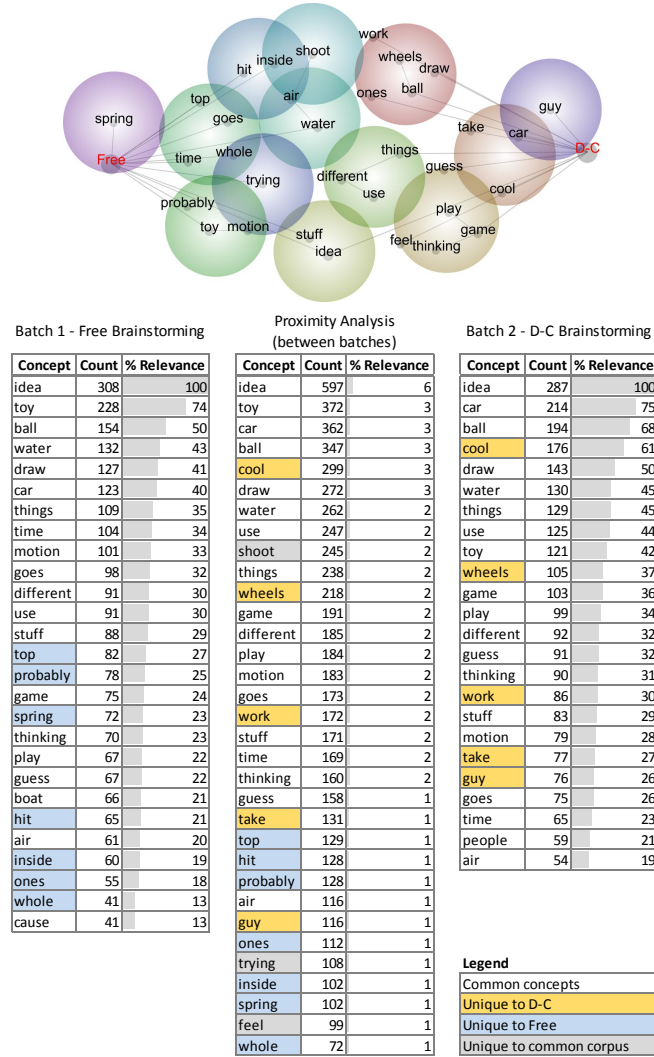 work
shoot
inside
wheels
hit
draw
air
ones
ball
top
guy
spring
goes
water
take
car
Free
time
whole
things
D-C
guess
trying
different
cool
use
probably
play
toy
motion
stuff
game
idea
feel
thinking
Batch 1 - Free Brainstorming
Concept Count % Relevance
idea 308 100
toy 228 74
ball 154 50
water 132 43
draw 127 41
car 123 40
things 109 35
time 104 34
motion 101 33
goes 98 32
different 91 30
use 91 30
stuff 88 29
top 82 27
probably 78 25
game 75 24
spring 72 23
thinking 70 23
play 67 22
guess 67 22
boat 66 21
hit 65 21
air 61 20
inside 60 19
ones 55 18
whole 41 13
cause 41 13
Proximity Analysis
(between batches)
Concept Count % Relevance
idea 597 6
toy 372 3
car 362 3
ball 347 3
cool 299 3
draw 272 3
water 262 2
use 247 2
shoot 245 2
things 238 2
wheels 218 2
game 191 2
different 185 2
play 184 2
motion 183 2
goes 173 2
work 172 2
stuff 171 2
time 169 2
thinking 160 2
guess 158 1
take 131 1
top 129 1
hit 128 1
probably 128 1
air 116 1
guy 116 1
ones 112 1
trying 108 1
inside 102 1
spring 102 1
feel 99 1
whole 72 1
Batch 2 - D-C Brainstorming
Concept Count % Relevance
idea 287 100
car 214 75
ball 194 68
cool 176 61
draw 143 50
water 130 45
things 129 45
use 125 44
toy 121 42
wheels 105 37
game 103 36
play 99 34
different 92 32
guess 91 32
thinking 90 31
work 86 30
stuff 83 29
motion 79 28
take 77 27
guy 76 26
goes 75 26
time 65 23
people 59 21
air 54 19
Legend
Common concepts
Unique to D-C
Unique to Free
Unique to common corpus